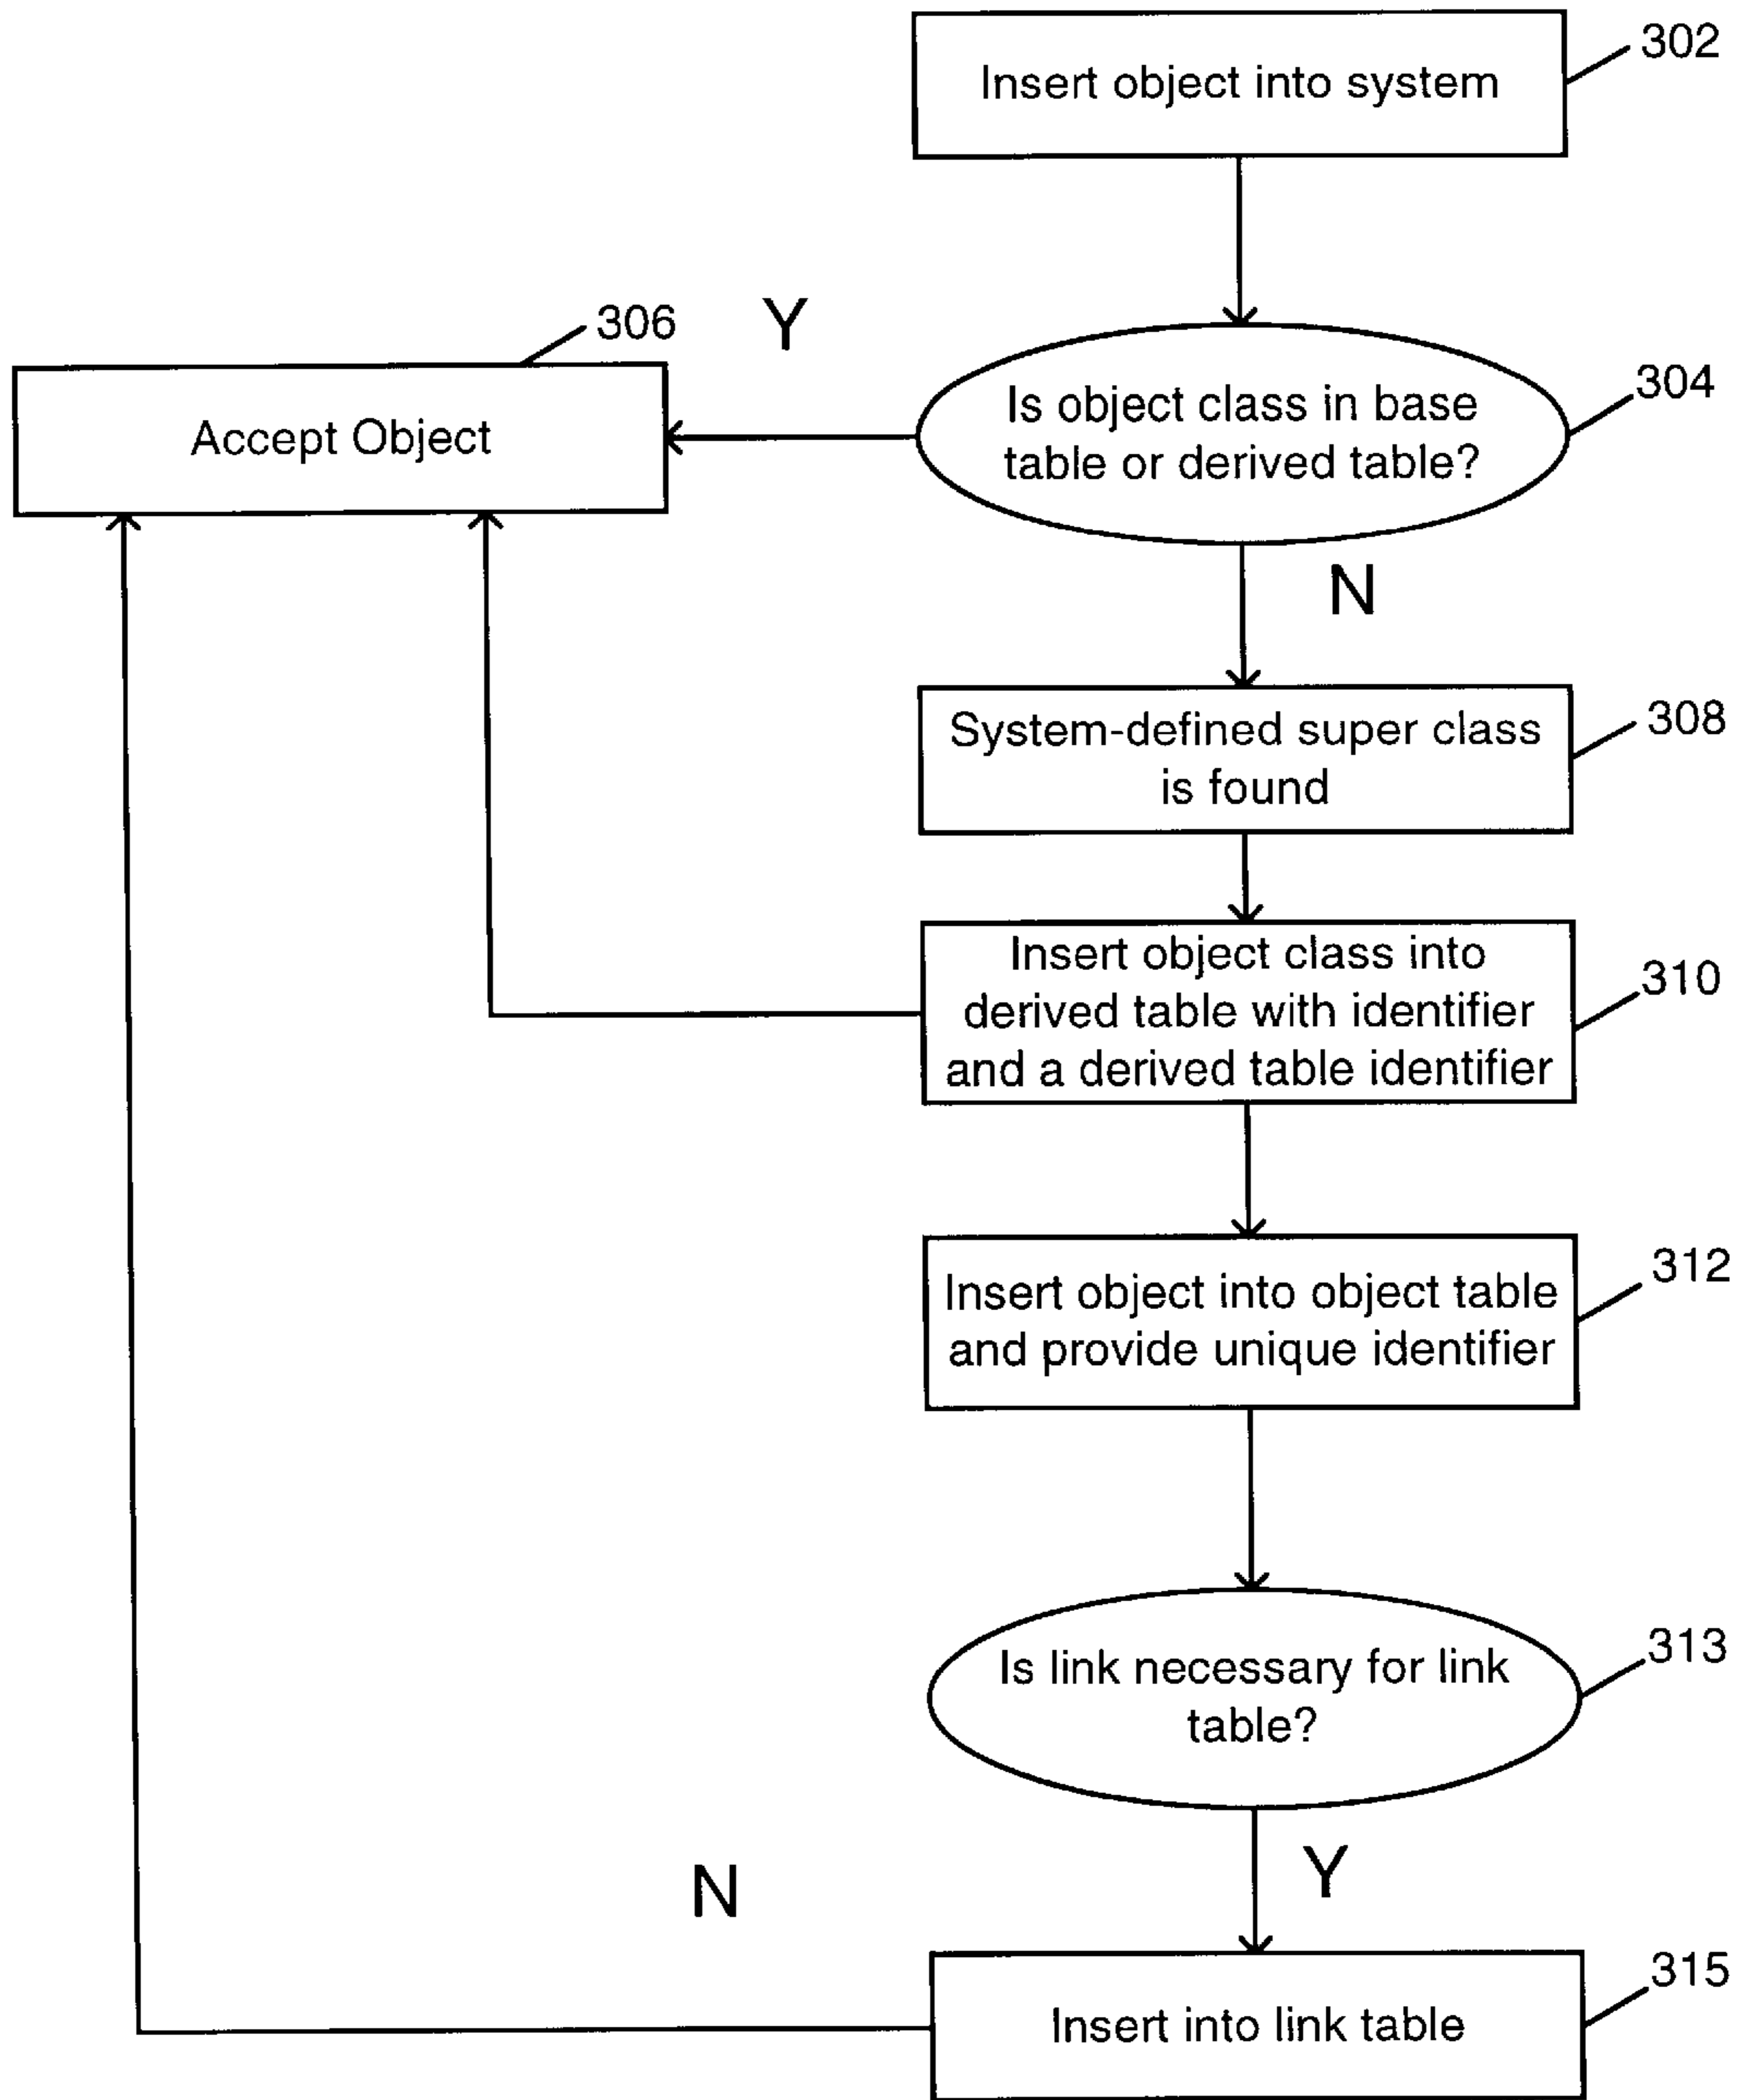 302
Insert object into system
306
Y
Accept Object
304
Is object class in base
table or derived table?
N
308
System-defined super class
is found
310
Insert object class into
derived table with identifier
and a derived table identifier
312
Insert object into object table
and provide unique identifier
313
Is link necessary for link
table?
Y
N
315
Insert into link table